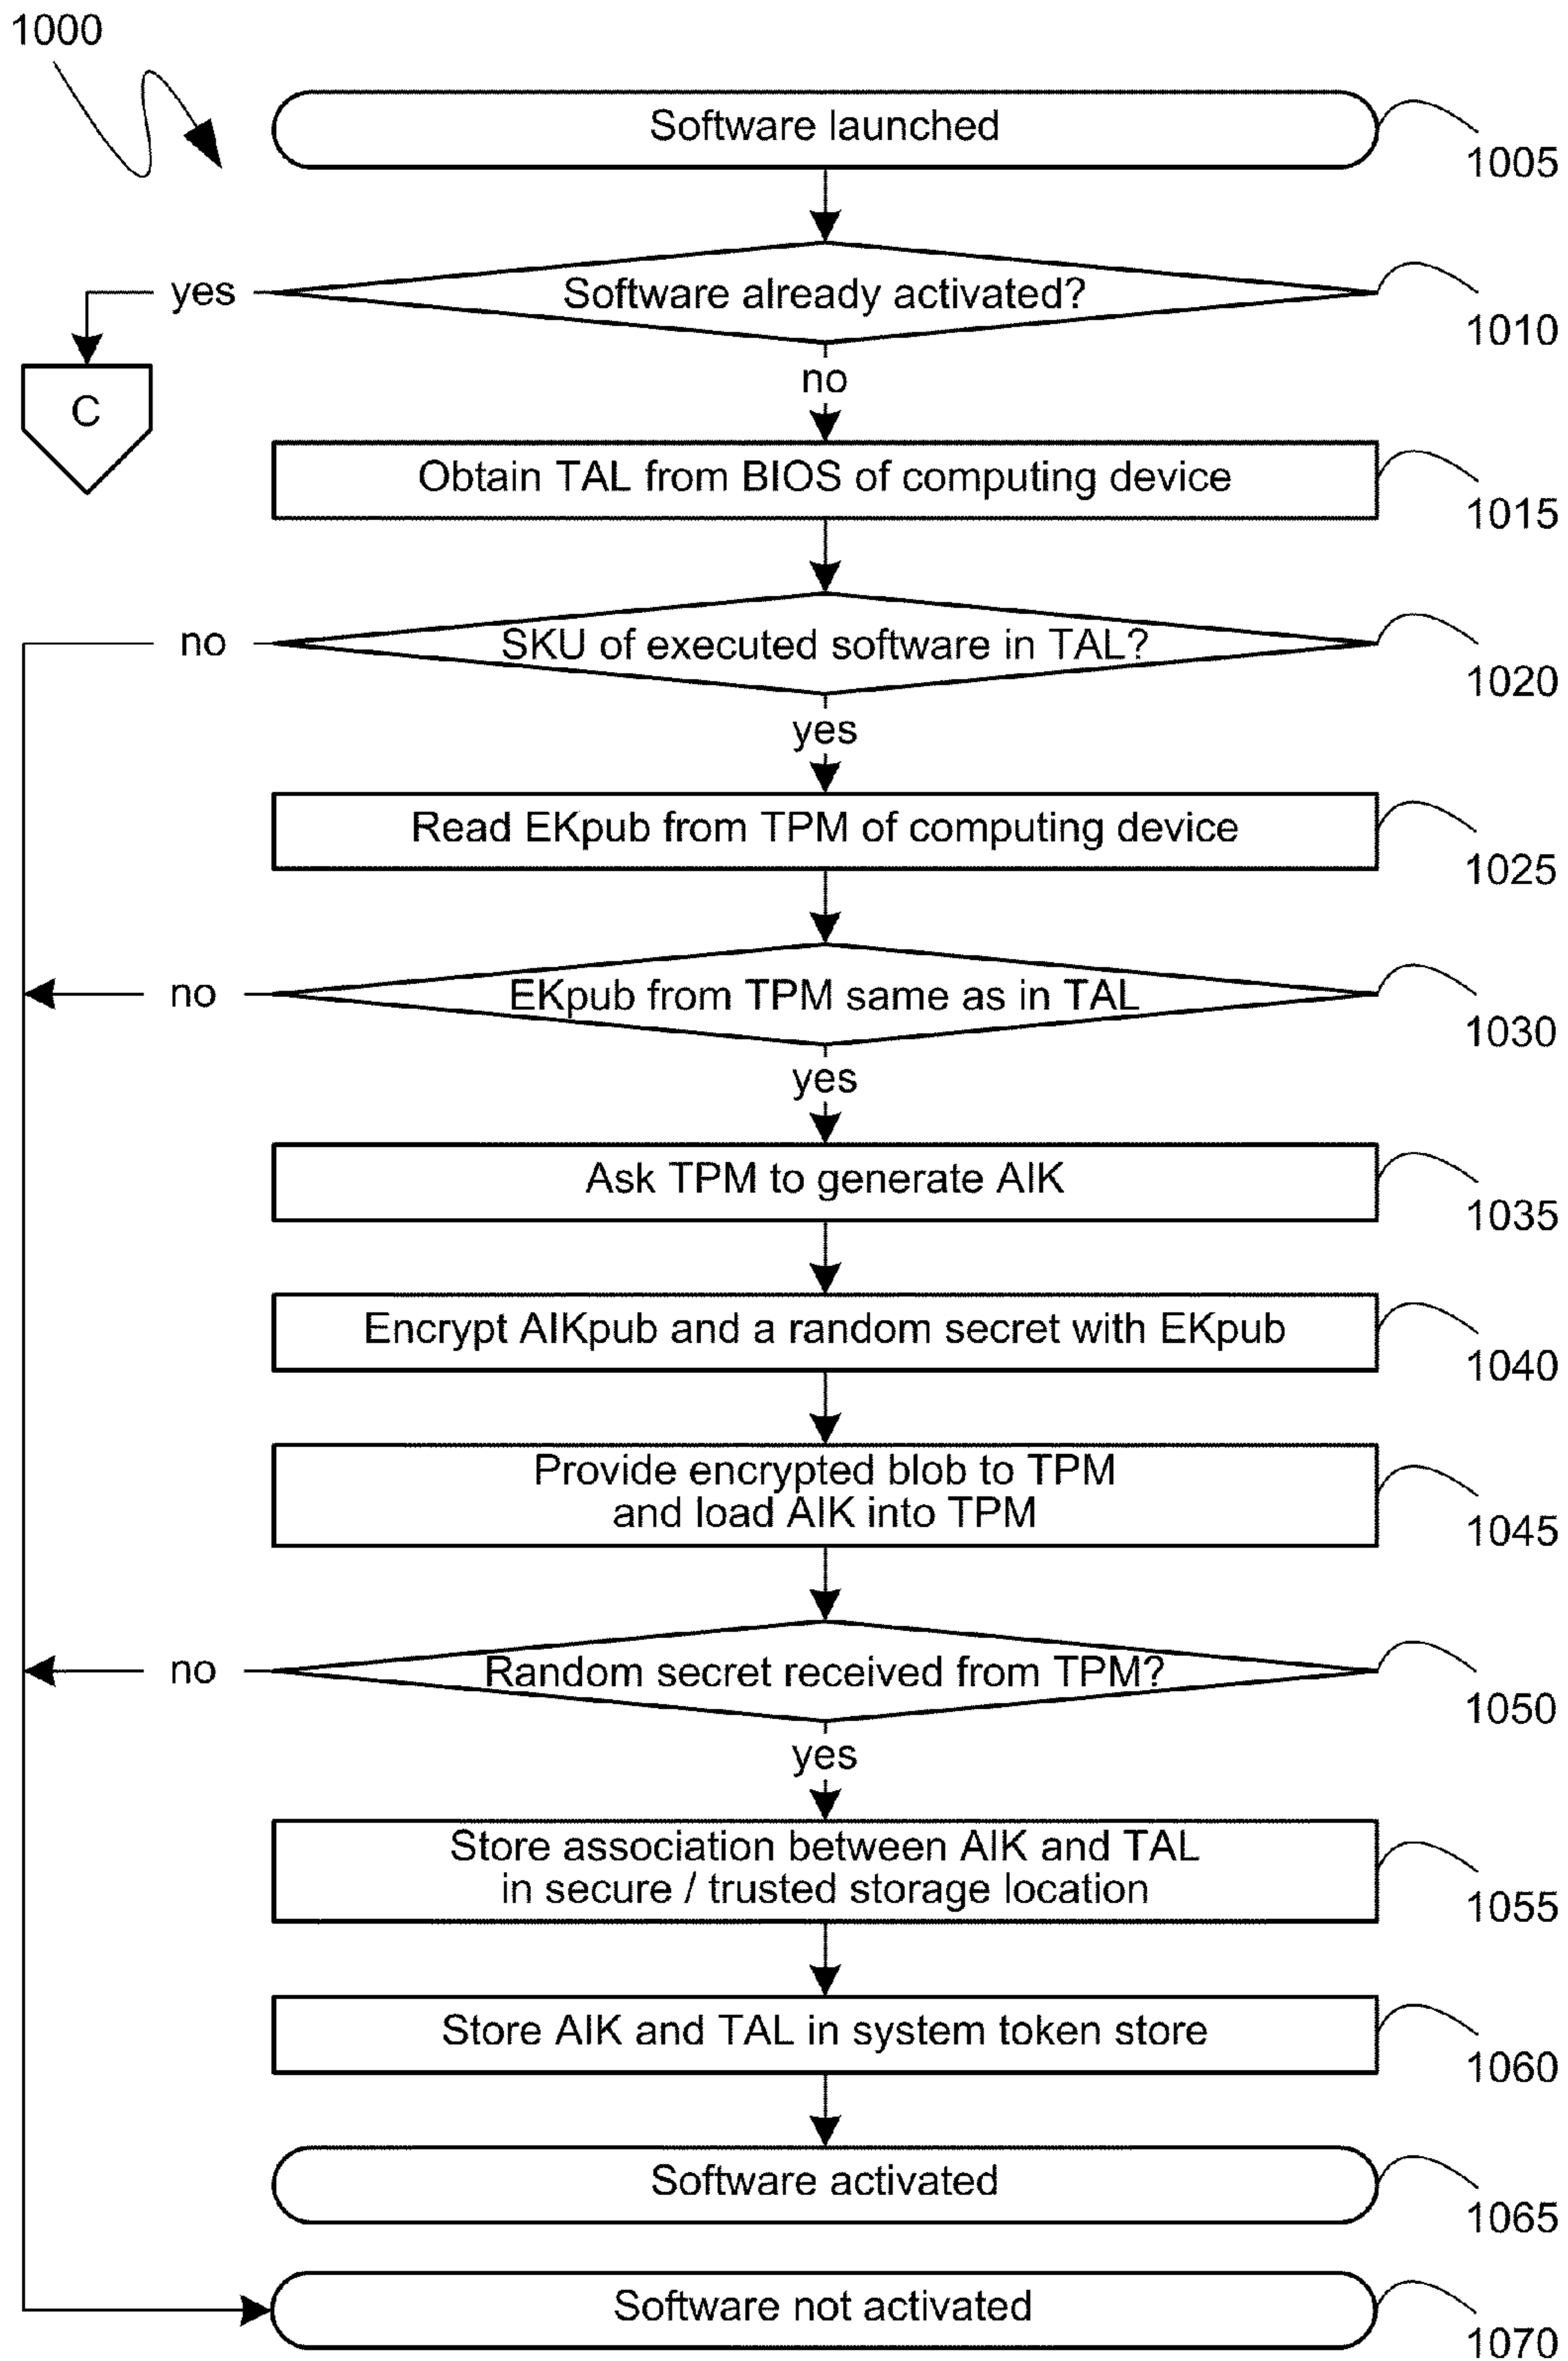 1000
Software launched
1005
yes
Software already activated?
1010
C
no
Obtain TAL from BIOS of computing device
1015
no
SKU of executed software in TAL?
1020
yes
Read EKpub from TPM of computing device
1025
no
EKpub from TPM same as in TAL
1030
yes
Ask TPM to generate AIK
1035
Encrypt AIKpub and a random secret with EKpub
1040
Provide encrypted blob to TPM
and load AIK into TPM
1045
no
Random secret received from TPM?
1050
yes
Store association between AIK and TAL
in secure / trusted storage location
1055
Store AIK and TAL in system token store
1060
Software activated
1065
Software not activated
1070